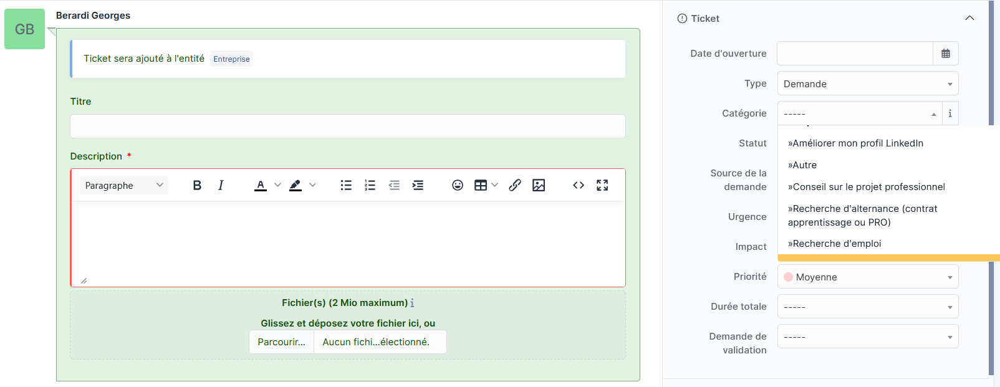 GB
Berardi Georges
Ticket sera ajouté à l'entité Entreprise
Titre
Description *
Paragraphe
Fichier(s) (2 Mio maximum)
Glissez et déposez votre fichier ici, ou
Parcourir... Aucun fichi...électionné.
Ticket
Date d'ouverture
Type Demande
Catégorie -----
»Améliorer mon profil LinkedIn
»Autre
»Conseil sur le projet professionnel
»Recherche d'alternance (contrat
apprentissage ou PRO)
»Recherche d'emploi
Statut
Source de la
demande
Urgence
Impact
Priorité Moyenne
Durée totale -----
Demande de
validation -----